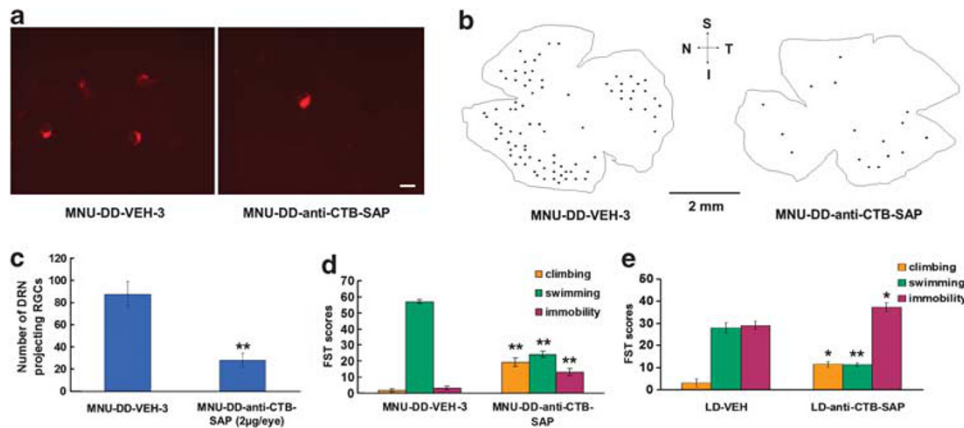 a
MNU-DD-VEH-3
MNU-DD-anti-CTB-SAP
b
S
N T
I
MNU-DD-VEH-3
2 mm
MNU-DD-anti-CTB-SAP
c
Number of DRN
projecting RGCs
120
100
80
60
40
20
0
**
MNU-DD-VEH-3
MNU-DD-anti-CTB-
SAP (2μg/eye)
d
FST scores
70
60
50
40
30
20
10
0
climbing
swimming
immobility
** ** **
MNU-DD-VEH-3
MNU-DD-anti-CTB-
SAP
e
FST scores
50
40
30
20
10
0
climbing
swimming
immobility
* ** *
LD-VEH
LD-anti-CTB-SAP